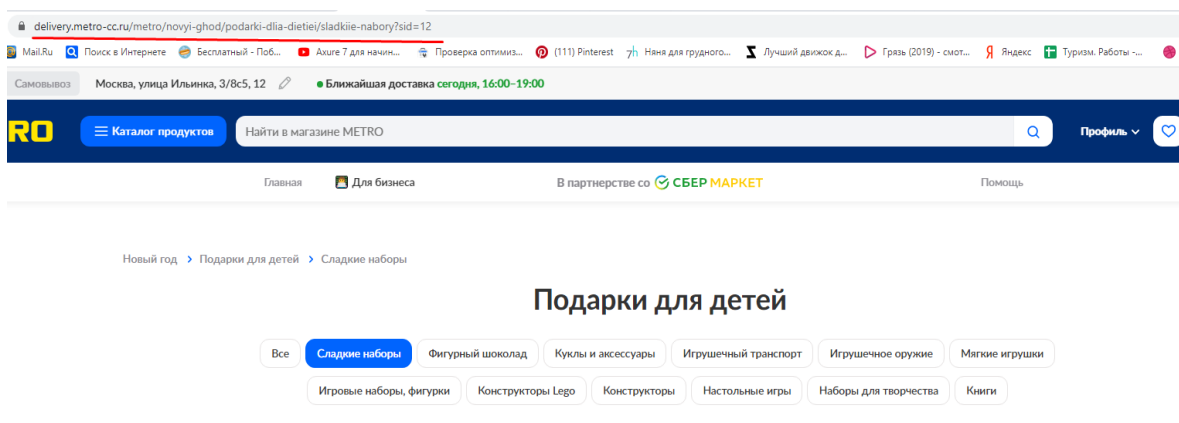 delivery.metro-cc.ru/metro/novyi-ghod/podarki-dlia-dietiei/sladkiie-nabory?sid=12
Mail.Ru Поиск в Интернете Бесплатный - Поб... Axure 7 для начин... Проверка оптимиз... (111) Pinterest 7h Няня для грудного... Лучший движок д... Грязь (2019) - смот... Яндекс Туризм. Работы -...
Самовывоз Москва, улица Ильинка, 3/8с5, 12 Ближайшая доставка сегодня, 16:00–19:00
RO Каталог продуктов Найти в магазине METRO Профиль
Главная Для бизнеса В партнерстве со СБЕР МАРКЕТ Помощь
Новый год > Подарки для детей > Сладкие наборы
Подарки для детей
Все Сладкие наборы Фигурный шоколад Куклы и аксессуары Игрушечный транспорт Игрушечное оружие Мягкие игрушки
Игровые наборы, фигурки Конструкторы Lego Конструкторы Настольные игры Наборы для творчества Книги